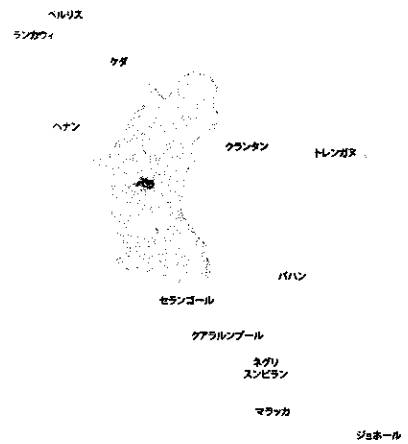 ペルリス
ランカウィ
ケダ
ペナン
クランタン
トレンガヌ
パハン
セランゴール
クアラルンプール
ネグリ
スンビラン
マラッカ
ジョホール